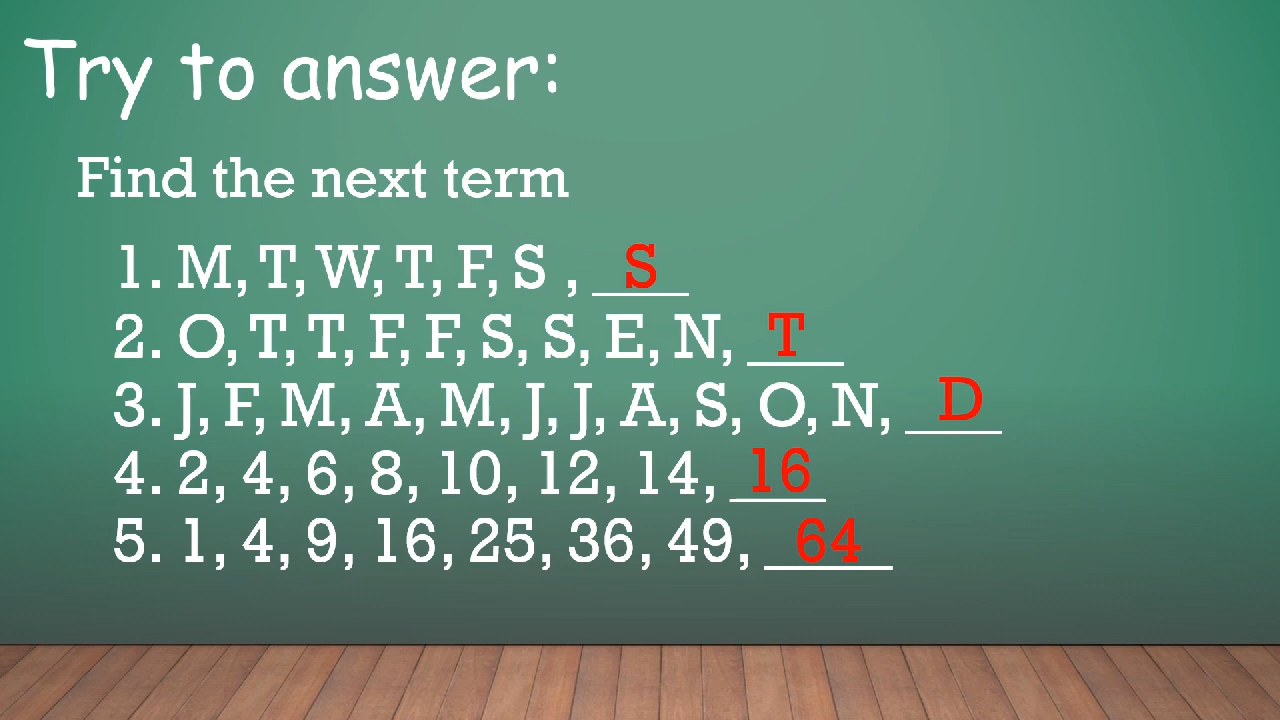 Try to answer:
Find the next term
1. M, T, W, T, F, S , S
2. O, T, T, F, F, S, S, E, N, T
3. J, F, M, A, M, J, J, A, S, O, N, D
4. 2, 4, 6, 8, 10, 12, 14, 16
5. 1, 4, 9, 16, 25, 36, 49, 64